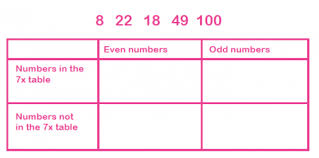 8 22 18 49 100
Even numbers Odd numbers
Numbers in the
7x table
Numbers not
in the 7x table